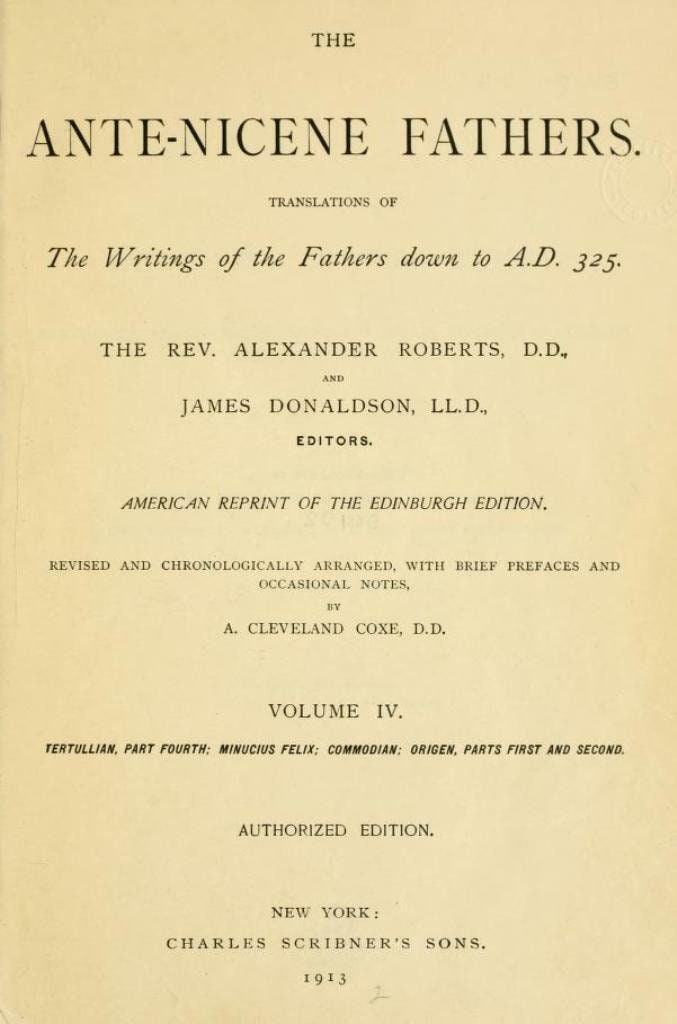 THE
ANTE-NICENE FATHERS.
TRANSLATIONS OF
The Writings of the Fathers down to A.D. 325.
THE REV. ALEXANDER ROBERTS, D.D.,
AND
JAMES DONALDSON, LL.D.,
EDITORS.
AMERICAN REPRINT OF THE EDINBURGH EDITION.
REVISED AND CHRONOLOGICALLY ARRANGED, WITH BRIEF PREFACES AND
OCCASIONAL NOTES,
BY
A. CLEVELAND COXE, D.D.
VOLUME IV.
TERTULLIAN, PART FOURTH; MINUCIUS FELIX; COMMODIAN; ORIGEN, PARTS FIRST AND SECOND.
AUTHORIZED EDITION.
NEW YORK:
CHARLES SCRIBNER'S SONS.
1913
2